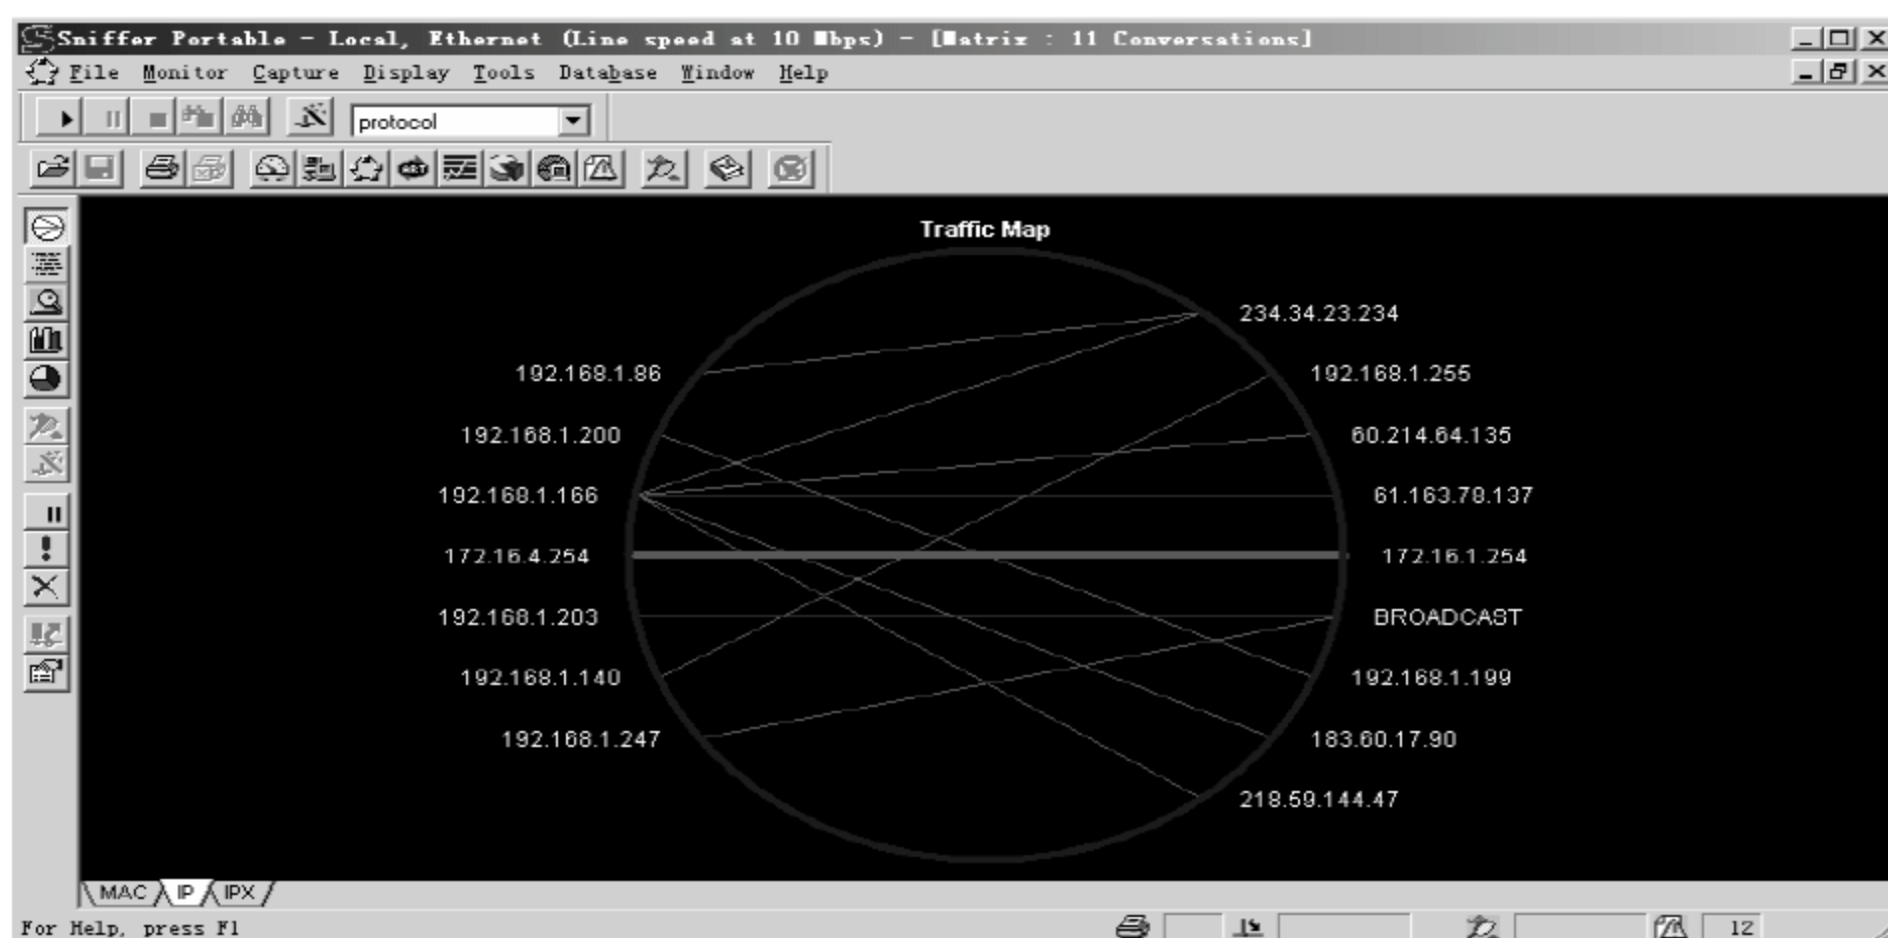 Sniffer Portable - Local, Ethernet (Line speed at 10 Mbps) - [Matrix : 11 Conversations]
File Monitor Capture Display Tools Database Window Help
protocol
Traffic Map
234.34.23.234
192.168.1.86
192.168.1.255
192.168.1.200
60.214.64.135
192.168.1.166
61.163.78.137
172.16.4.254
172.16.1.254
192.168.1.203
BROADCAST
192.168.1.140
192.168.1.199
192.168.1.247
183.60.17.90
218.59.144.47
MAC IP IPX
For Help, press F1
12